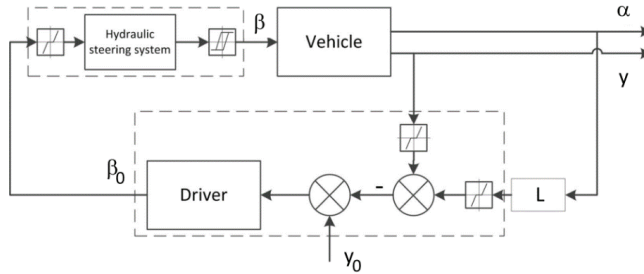 β
α
Hydraulic
steering system
Vehicle
y
β₀
Driver
-
L
y₀